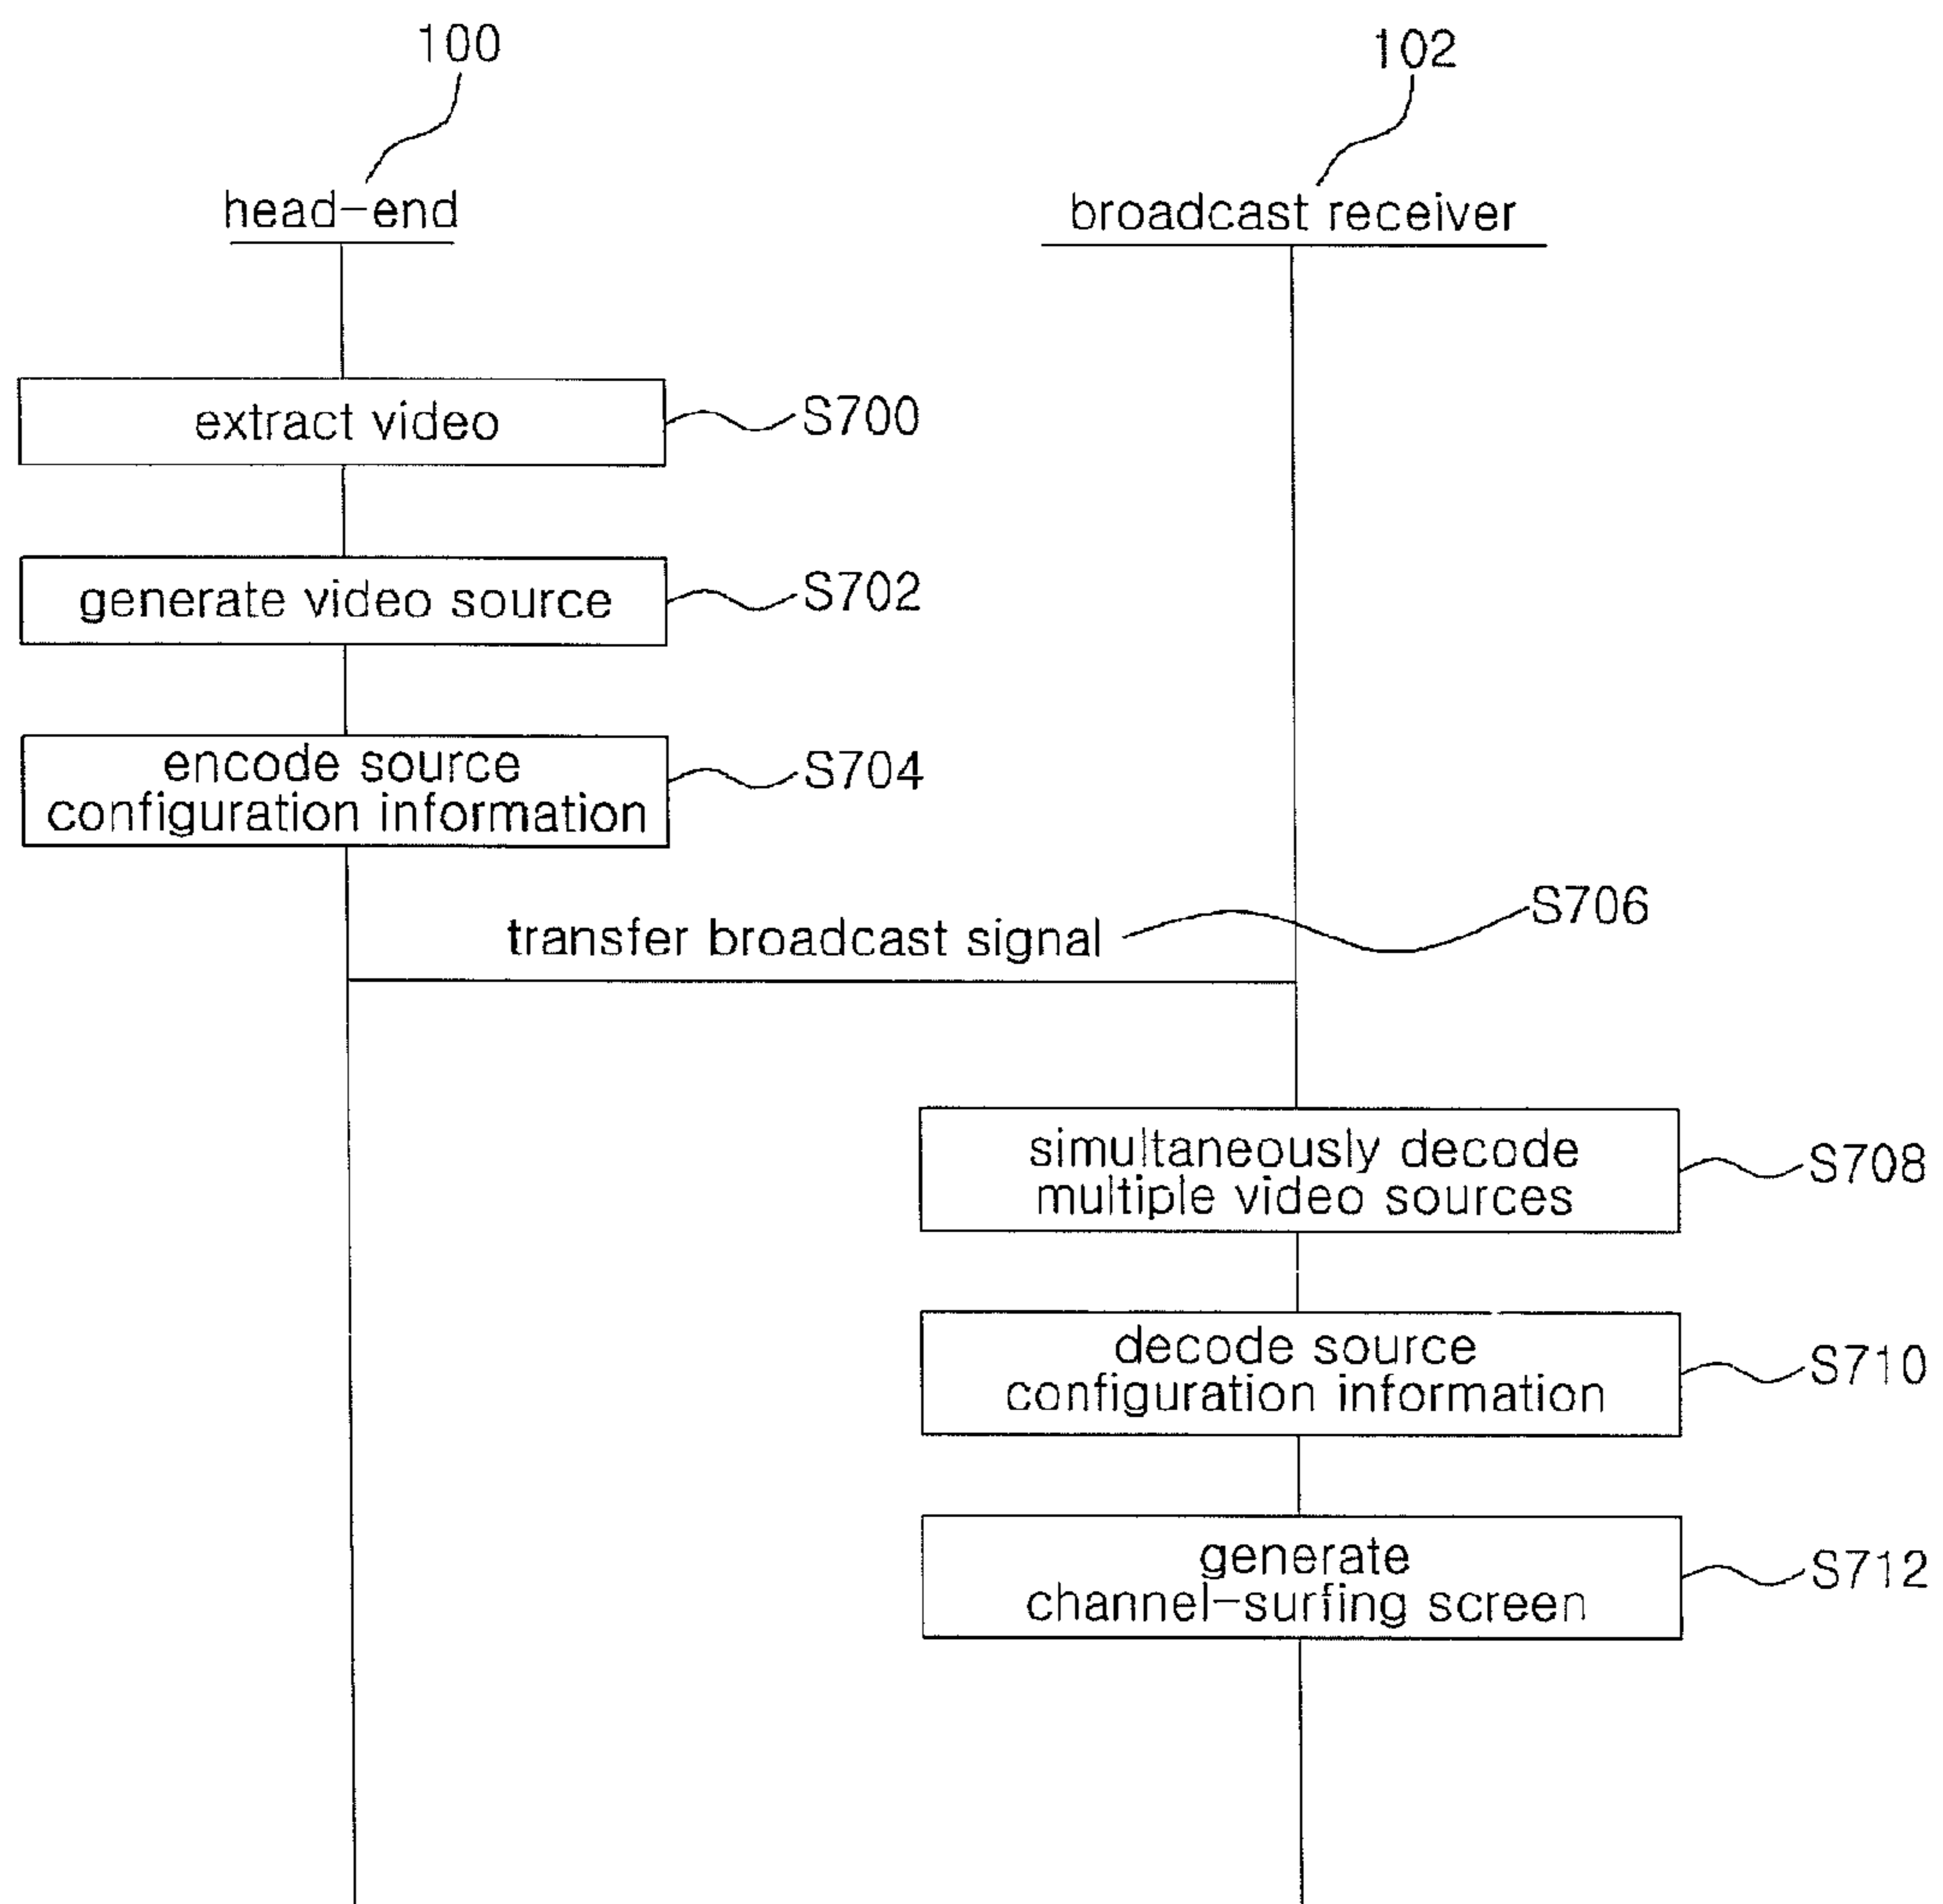 100
102
head-end
broadcast receiver
extract video
S700
generate video source
S702
encode source
configuration information
S704
transfer broadcast signal
S706
simultaneously decode
multiple video sources
S708
decode source
configuration information
S710
generate
channel-surfing screen
S712